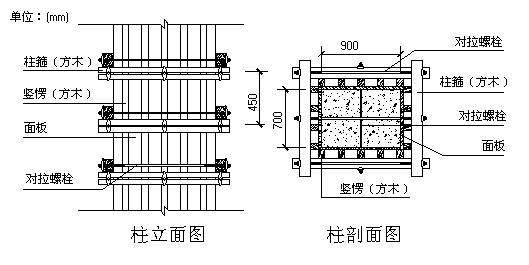 单位：(mm)
柱箍（方木）
竖愣（方木）
面板
对拉螺栓
450
柱立面图
900
700
对拉螺栓
柱箍（方木）
对拉螺栓
面板
竖愣（方木）
柱剖面图